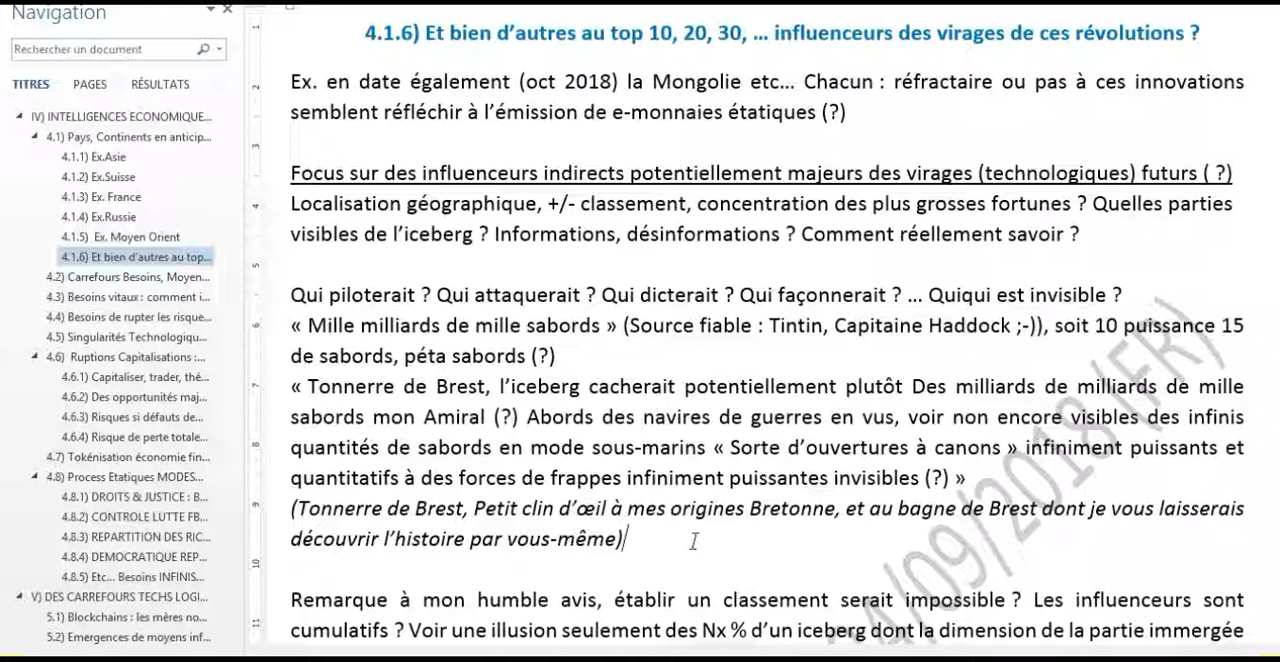 Navigation
Rechercher un document
TITRES PAGES RÉSULTATS
IV) INTELLIGENCES ECONOMIQUE...
4.1) Pays, Continents en anticip...
4.1.1) Ex.Asie
4.1.2) Ex.Suisse
4.1.3) Ex. France
4.1.4) Ex.Russie
4.1.5) Ex. Moyen Orient
4.1.6) Et bien d'autres au top...
4.2) Carrefours Besoins, Moyen...
4.3) Besoins vitaux : comment i...
4.4) Besoins de rupter les risque...
4.5) Singularités Technologiqu...
4.6) Ruptions Capitalisations :...
4.6.1) Capitaliser, trader, thé...
4.6.2) Des opportunités maj...
4.6.3) Risques si défauts de...
4.6.4) Risque de perte totale...
4.7) Tokénisation économie fin...
4.8) Process Etatiques MODES...
4.8.1) DROITS & JUSTICE : B...
4.8.2) CONTROLE LUTTE FB...
4.8.3) REPARTITION DES RIC...
4.8.4) DEMOCRATIQUE REP...
4.8.5) Etc... Besoins INFINIS...
V) DES CARREFOURS TECHS LOGI...
5.1) Blockchains : les mères no...
5.2) Emergences de moyens inf...
4.1.6) Et bien d'autres au top 10, 20, 30, ... influenceurs des virages de ces révolutions ?
Ex. en date également (oct 2018) la Mongolie etc... Chacun : réfractaire ou pas à ces innovations
semblent réfléchir à l'émission de e-monnaies étatiques (?)
Focus sur des influenceurs indirects potentiellement majeurs des virages (technologiques) futurs ( ?)
Localisation géographique, +/- classement, concentration des plus grosses fortunes ? Quelles parties
visibles de l'iceberg ? Informations, désinformations ? Comment réellement savoir ?
Qui piloterait ? Qui attaquerait ? Qui dicterait ? Qui façonnerait ? ... Quiqui est invisible ?
« Mille milliards de mille sabords » (Source fiable : Tintin, Capitaine Haddock ;-)), soit 10 puissance 15
de sabords, péta sabords (?)
« Tonnerre de Brest, l'iceberg cacherait potentiellement plutôt Des milliards de milliards de mille
sabords mon Amiral (?) Abords des navires de guerres en vus, voir non encore visibles des infinis
quantités de sabords en mode sous-marins « Sorte d'ouvertures à canons » infiniment puissants et
quantitatifs à des forces de frappes infiniment puissantes invisibles (?) »
(Tonnerre de Brest, Petit clin d'œil à mes origines Bretonne, et au bagne de Brest dont je vous laisserais
découvrir l'histoire par vous-même)
Remarque à mon humble avis, établir un classement serait impossible ? Les influenceurs sont
cumulatifs ? Voir une illusion seulement des Nx % d'un iceberg dont la dimension de la partie immergée
4/09/2018 (FR)